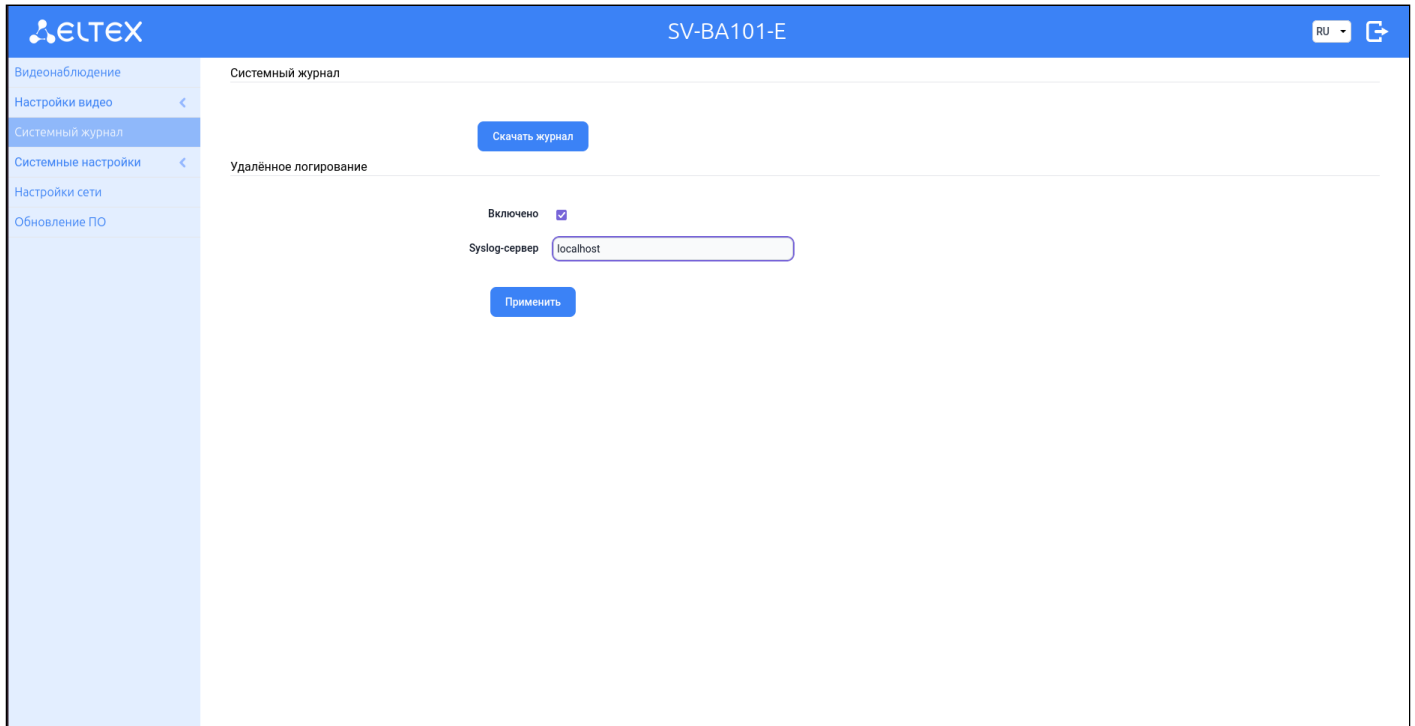 ELTEX
SV-BA101-E
RU
Видеонаблюдение
Настройки видео
Системный журнал
Системные настройки
Настройки сети
Обновление ПО
Системный журнал
Скачать журнал
Удалённое логирование
Включено
Syslog-сервер localhost
Применить